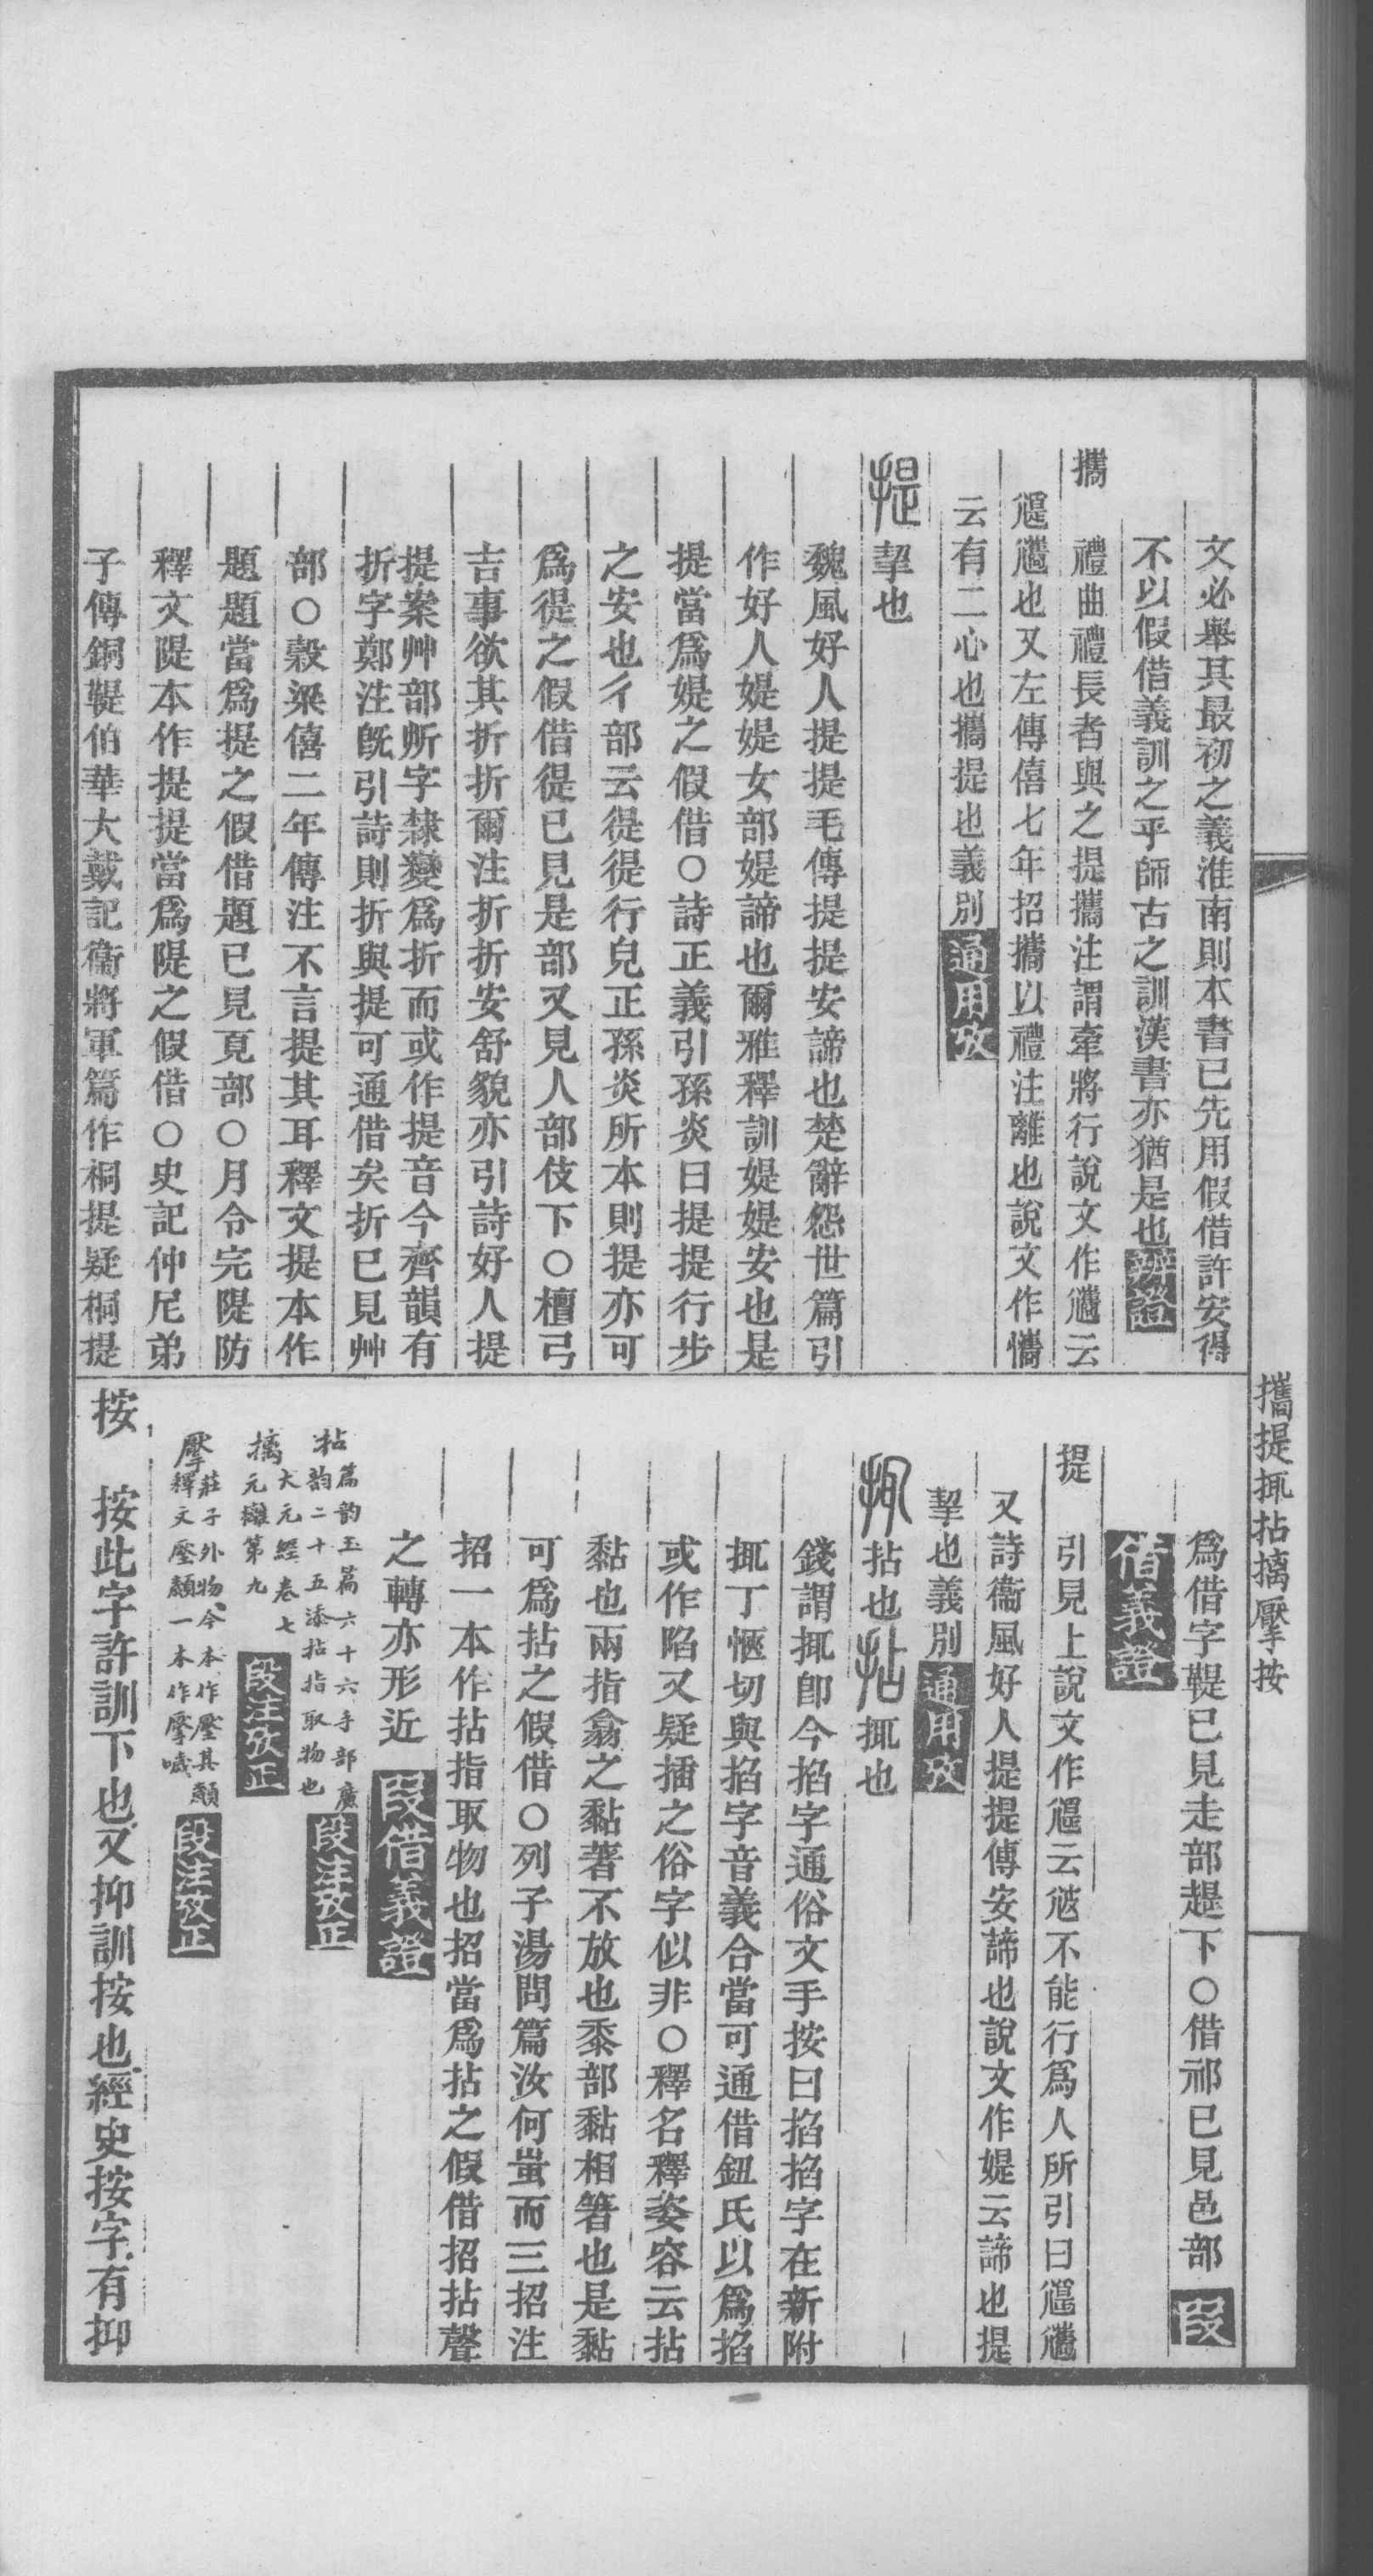 攜提㧗拈摛擪按
文必舉其最初之義淮南則本書已先用假借許安得
不以假借義訓之乎師古之訓漢書亦猶是也辨證
攜　禮曲禮長者與之提攜注謂牽將行說文作㒞云
㔶㒞也又左傳僖七年招攜以禮注離也說文作懏
云有二心也攜提也義別通用攷
提挈也
魏風好人提提毛傳提提安諦也楚辭怨世篇引
作好人媞媞女部媞諦也爾雅釋訓媞媞安也是
提當爲媞之假借○詩正義引孫炎曰提提行步
之安也彳部云徥徥行皃正孫炎所本則提亦可
爲徥之假借徥已見是部又見人部伎下○檀弓
吉事欲其折折爾注折折安舒貌亦引詩好人提
提案艸部斨字隸變爲折而或作提音今齊韻有
折字鄭注旣引詩則折與提可通借矣折已見艸
部○穀梁僖二年傳注不言提其耳釋文提本作
題題當爲提之假借題已見頁部○月令完隄防
釋文隄本作提提當爲隄之假借○史記仲尼弟
子傳銅鞮伯華大戴記衞將軍篇作桐提疑桐提
爲借字鞮已見走部趧下○借祁已見邑部　叚
借義證
提　引見上說文作㔶云㝿不能行爲人所引曰㔶㒞
又詩衞風好人提提傳安諦也說文作媞云諦也提
挈也義別通用攷
㧗拈也拈㧗也
錢謂㧗卽今掐字通俗文手按曰掐掐字在新附
㧗丁愜切與掐字音義合當可通借鈕氏以爲掐
或作陷又疑揷之俗字似非○釋名釋姿容云拈
黏也兩指翕之黏著不放也黍部黏相箸也是黏
可爲拈之假借○列子湯問篇汝何蚩而三招注
招一本作拈指取物也招當爲拈之假借招拈聲
之轉亦形近　叚借義證
拈　篇韵玉篇六十六手部廣
韵二十五添拈指取物也　段注攷正
摛　大元經卷七
元攡第九　段注攷正
擪　莊子外物今本作壓其顪
釋文壓顪一本作擪噦　段注攷正
按　按此字許訓下也又抑訓按也經史按字有抑